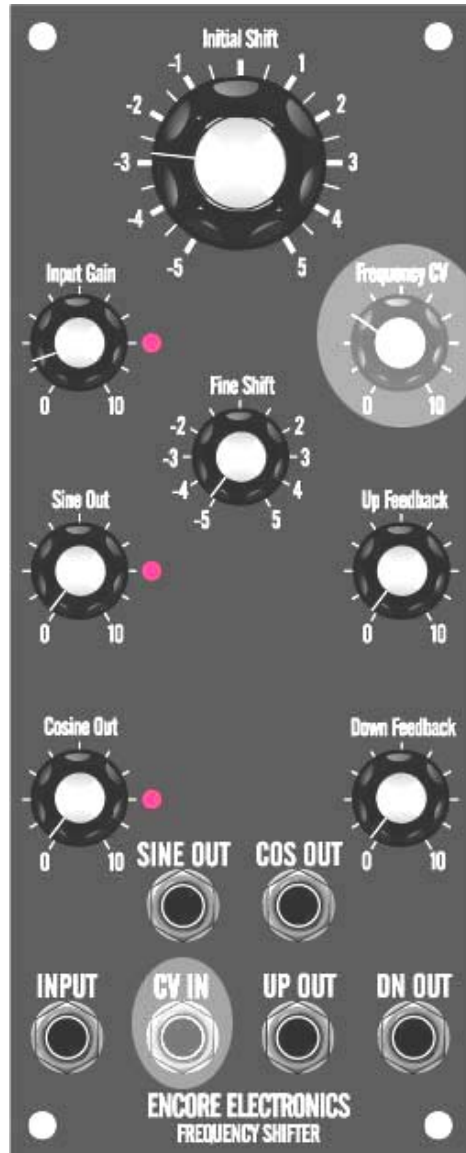 Initial Shift
-1 1
-2 2
-3 3
-4 4
-5 5
Input Gain
Frequency CV
0 10
0 10
Fine Shift
-2 2
-3 3
-4 4
-5 5
Sine Out
Up Feedback
0 10
0 10
Cosine Out
Down Feedback
0 10
0 10
SINE OUT COS OUT
INPUT CV IN UP OUT DN OUT
ENCORE ELECTRONICS
FREQUENCY SHIFTER